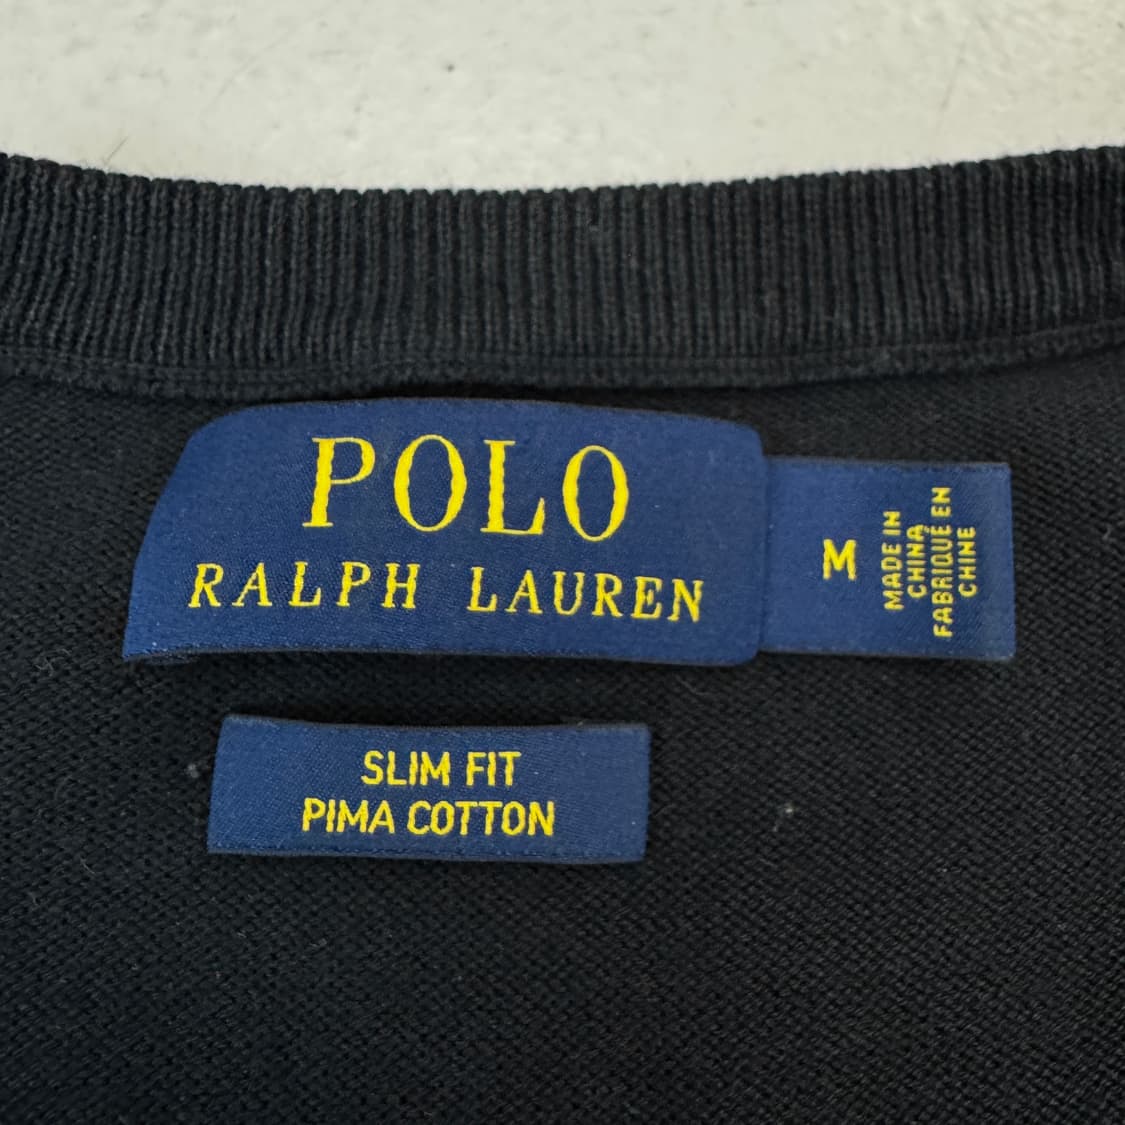 POLO
RALPH LAUREN
M
MADE IN
CHINA
FABRIQUÉ EN
CHINE
SLIM FIT
PIMA COTTON